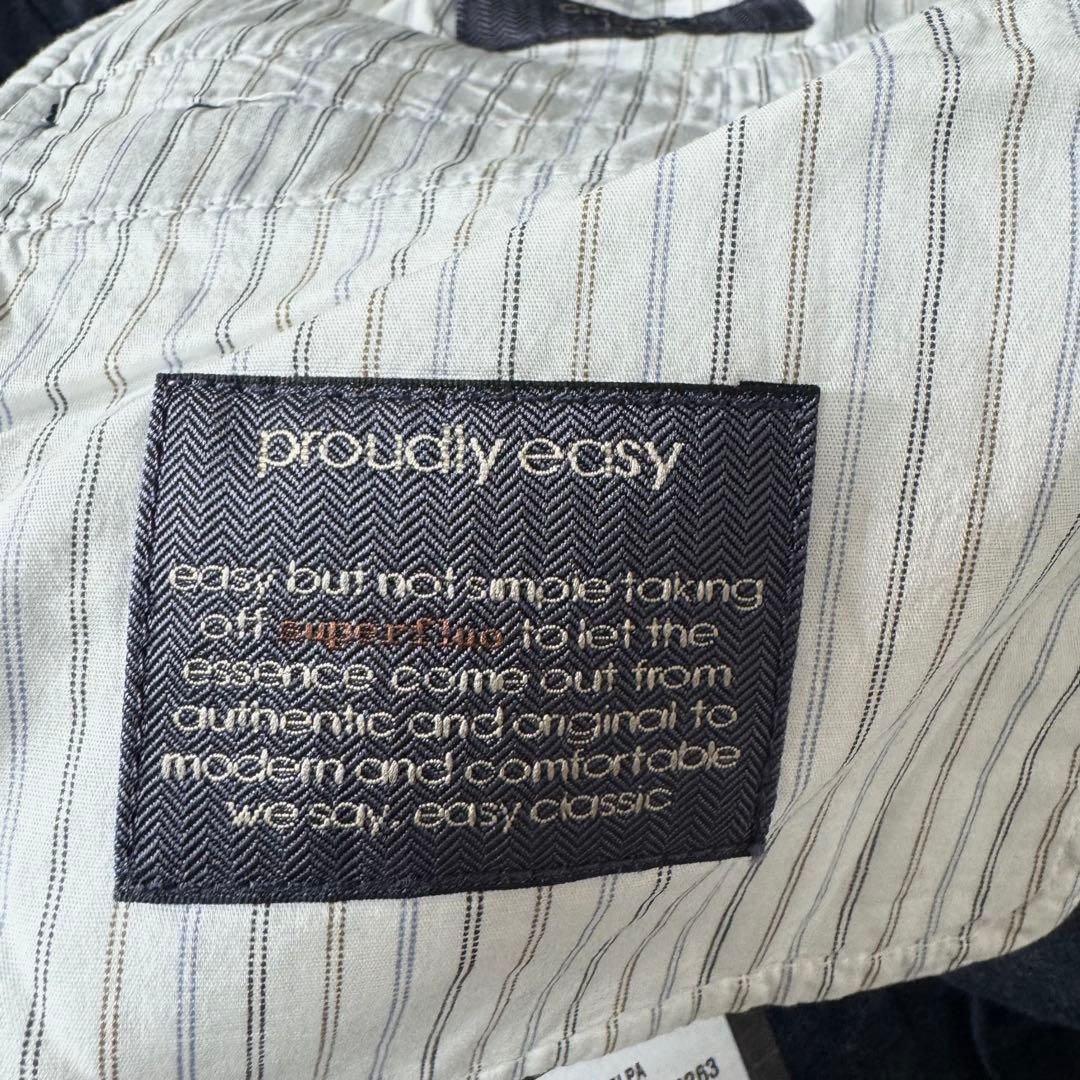 proudly easy
easy but not simple taking
off superfluo to let the
essence come out from
authentic and original to
modern and comfortable
we say, easy classic